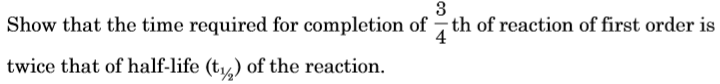 Show that the time required for completion of 3/4 th of reaction of first order is
twice that of half-life (t½) of the reaction.